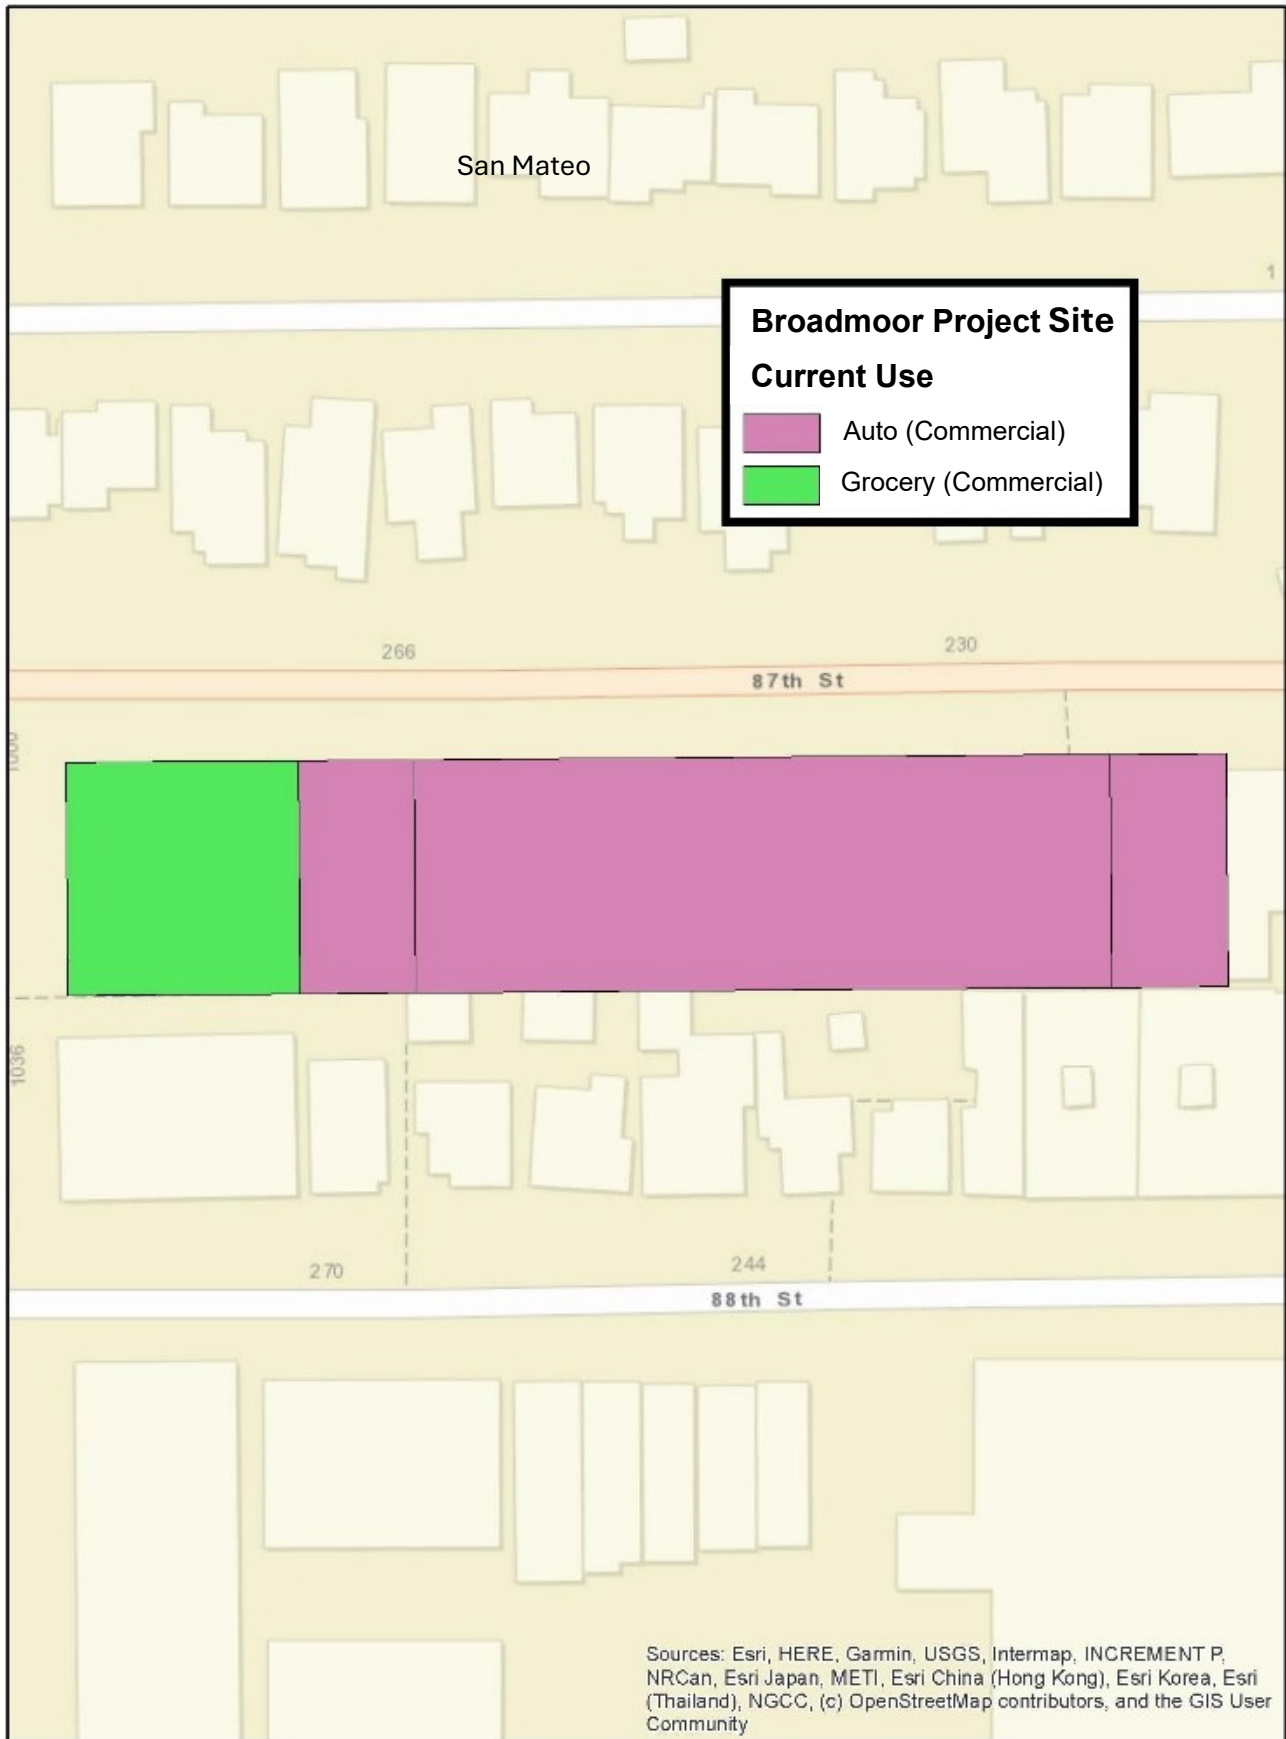 San Mateo
1
Broadmoor Project Site
Current Use
Auto (Commercial)
Grocery (Commercial)
266
230
87th St
1036
270
244
88th St
Sources: Esri, HERE, Garmin, USGS, Intermap, INCREMENT P,
NRCan, Esri Japan, METI, Esri China (Hong Kong), Esri Korea, Esri
(Thailand), NGCC, (c) OpenStreetMap contributors, and the GIS User
Community